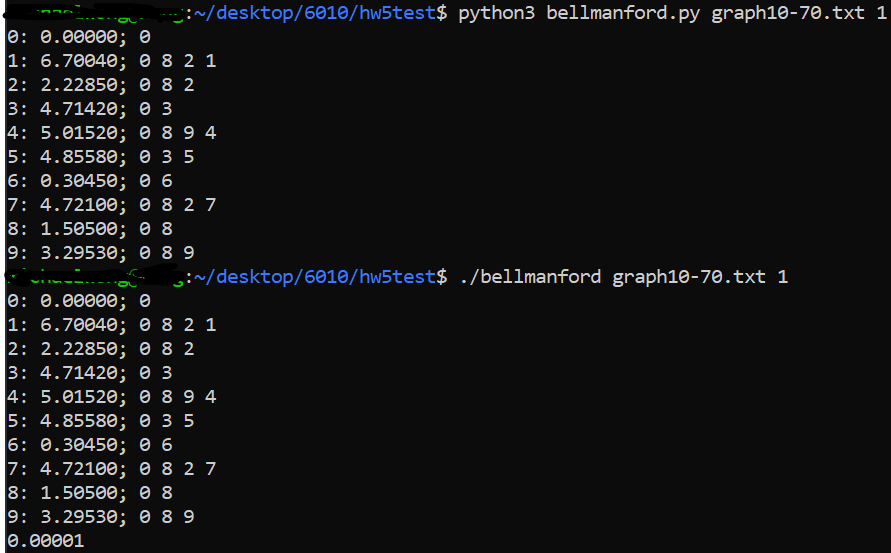 :~/desktop/6010/hw5test$ python3 bellmanford.py graph10-70.txt 1
0: 0.00000; 0
1: 6.70040; 0 8 2 1
2: 2.22850; 0 8 2
3: 4.71420; 0 3
4: 5.01520; 0 8 9 4
5: 4.85580; 0 3 5
6: 0.30450; 0 6
7: 4.72100; 0 8 2 7
8: 1.50500; 0 8
9: 3.29530; 0 8 9
:~/desktop/6010/hw5test$ ./bellmanford graph10-70.txt 1
0: 0.00000; 0
1: 6.70040; 0 8 2 1
2: 2.22850; 0 8 2
3: 4.71420; 0 3
4: 5.01520; 0 8 9 4
5: 4.85580; 0 3 5
6: 0.30450; 0 6
7: 4.72100; 0 8 2 7
8: 1.50500; 0 8
9: 3.29530; 0 8 9
0.00001